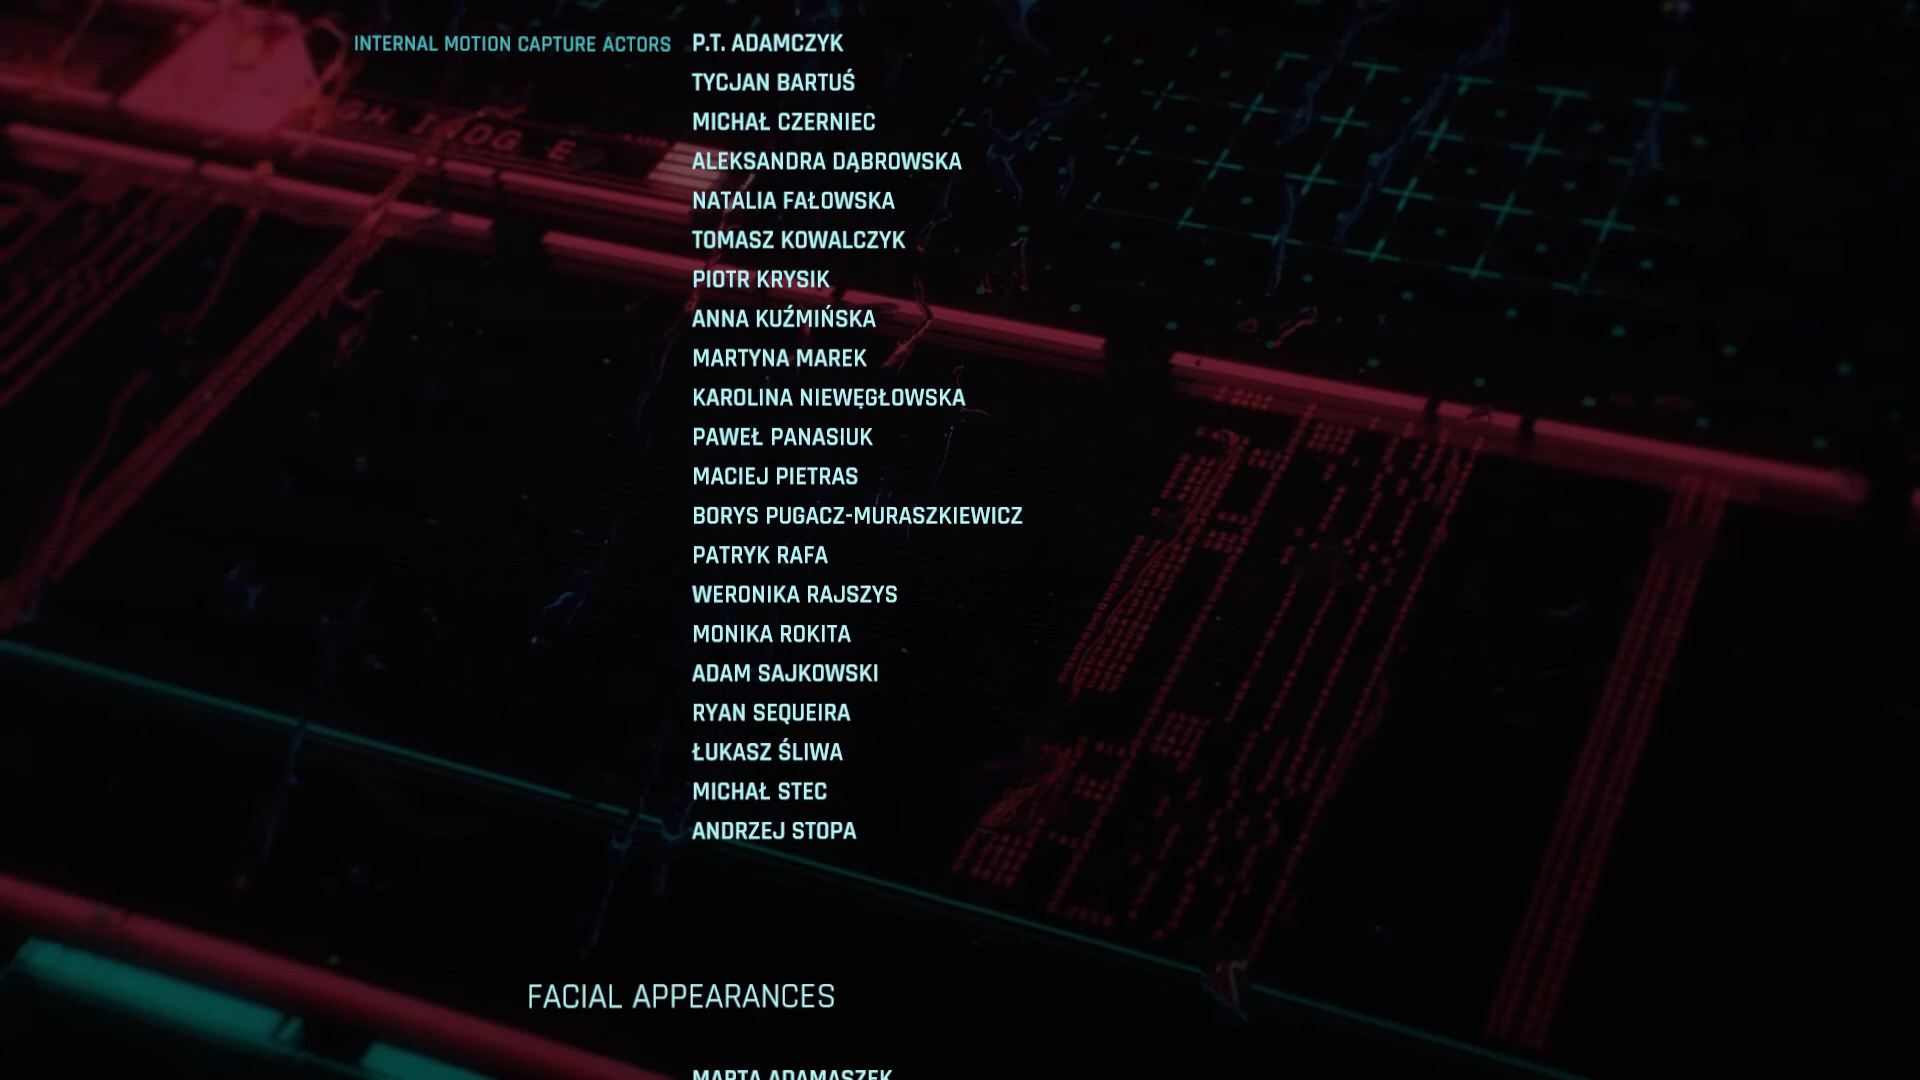 INTERNAL MOTION CAPTURE ACTORS P.T. ADAMCZYK
TYCJAN BARTUŚ
MICHAŁ CZERNIEC
ALEKSANDRA DĄBROWSKA
NATALIA FAŁOWSKA
TOMASZ KOWALCZYK
PIOTR KRYSIK
ANNA KUŹMIŃSKA
MARTYNA MAREK
KAROLINA NIEWĘGŁOWSKA
PAWEŁ PANASIUK
MACIEJ PIETRAS
BORYS PUGACZ-MURASZKIEWICZ
PATRYK RAFA
WERONIKA RAJSZYS
MONIKA ROKITA
ADAM SAJKOWSKI
RYAN SEQUEIRA
ŁUKASZ ŚLIWA
MICHAŁ STEC
ANDRZEJ STOPA
FACIAL APPEARANCES
MARTA ADAMASZEK